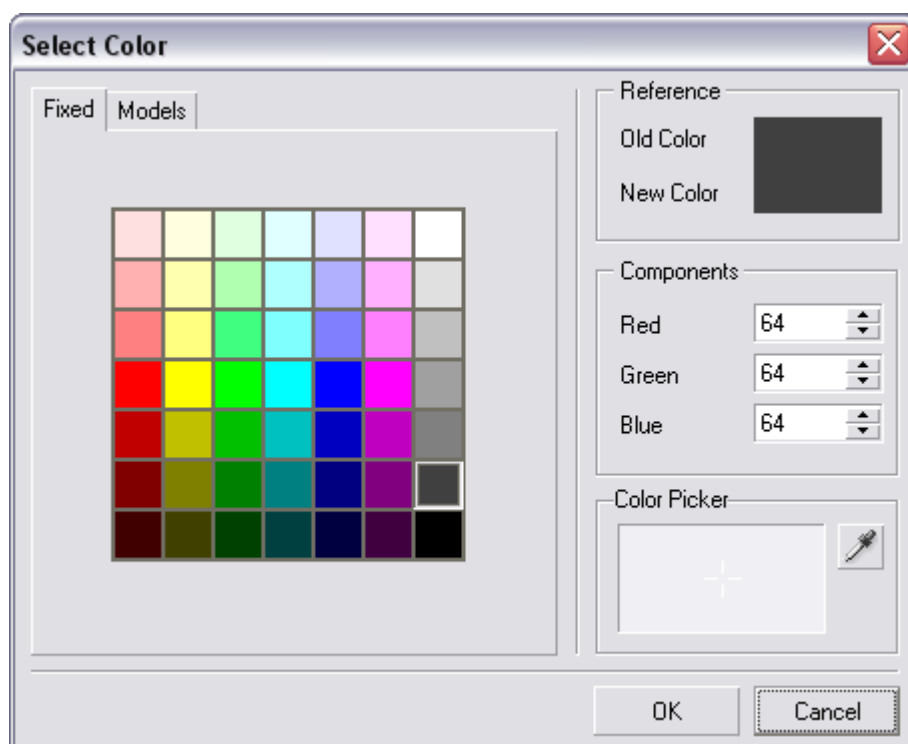 Select Color
Fixed
Models
Reference
Old Color
New Color
Components
Red
64
Green
64
Blue
64
Color Picker
OK
Cancel